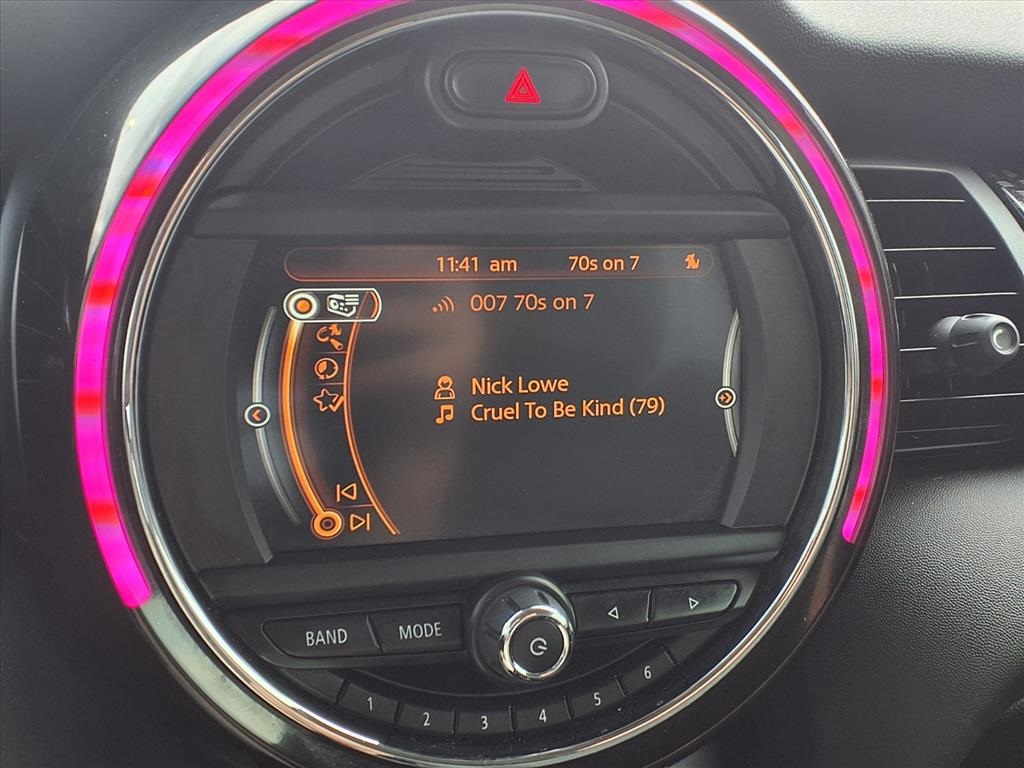 11:41 am 70s on 7
007 70s on 7
Nick Lowe
Cruel To Be Kind (79)
BAND MODE
1 2 3 4 5 6